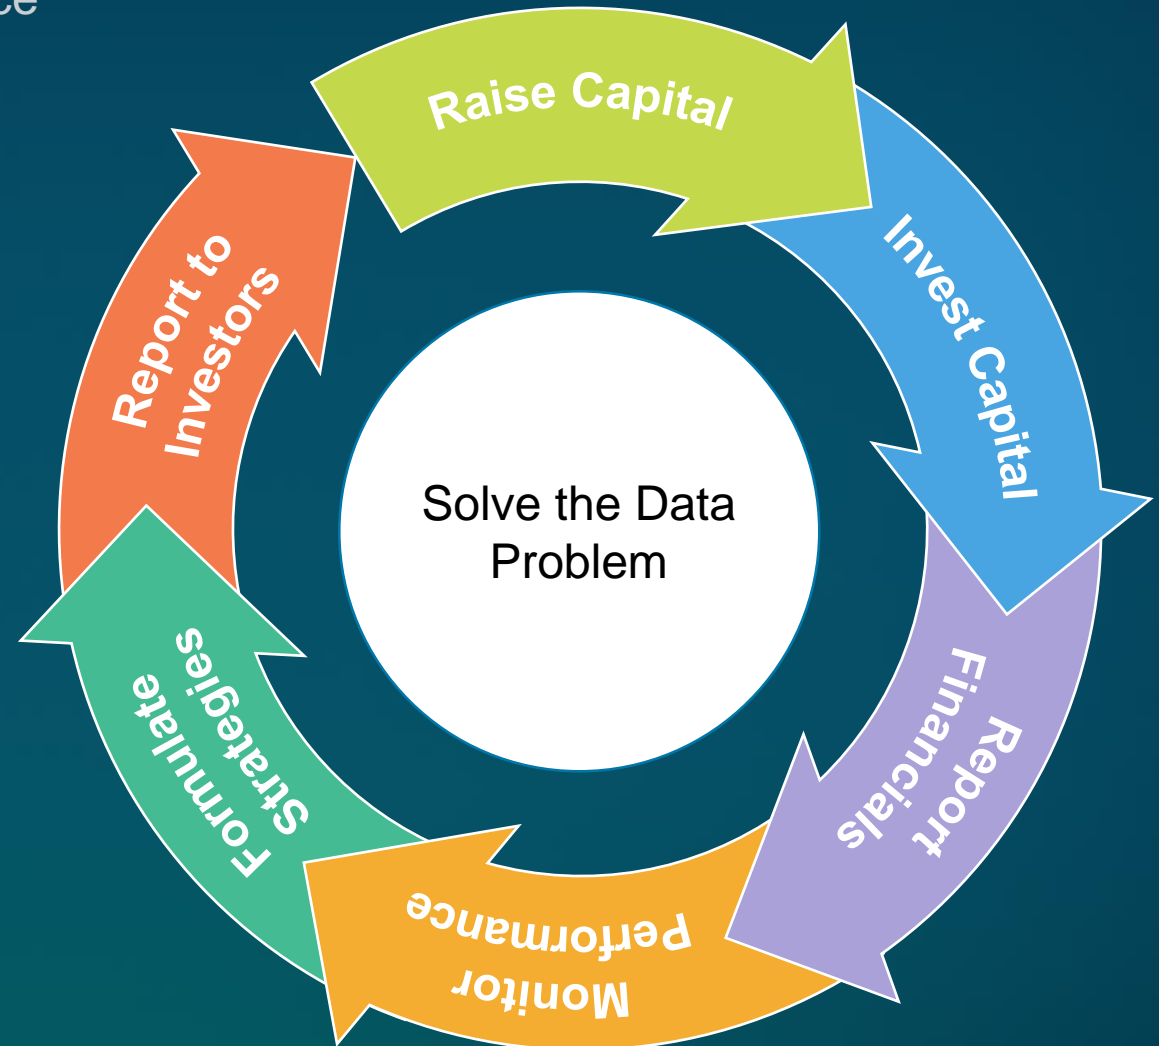 Raise Capital
Invest Capital
Report
Financials
Monitor
Performance
Formulate
Strategies
Report to
Investors
Solve the Data
Problem